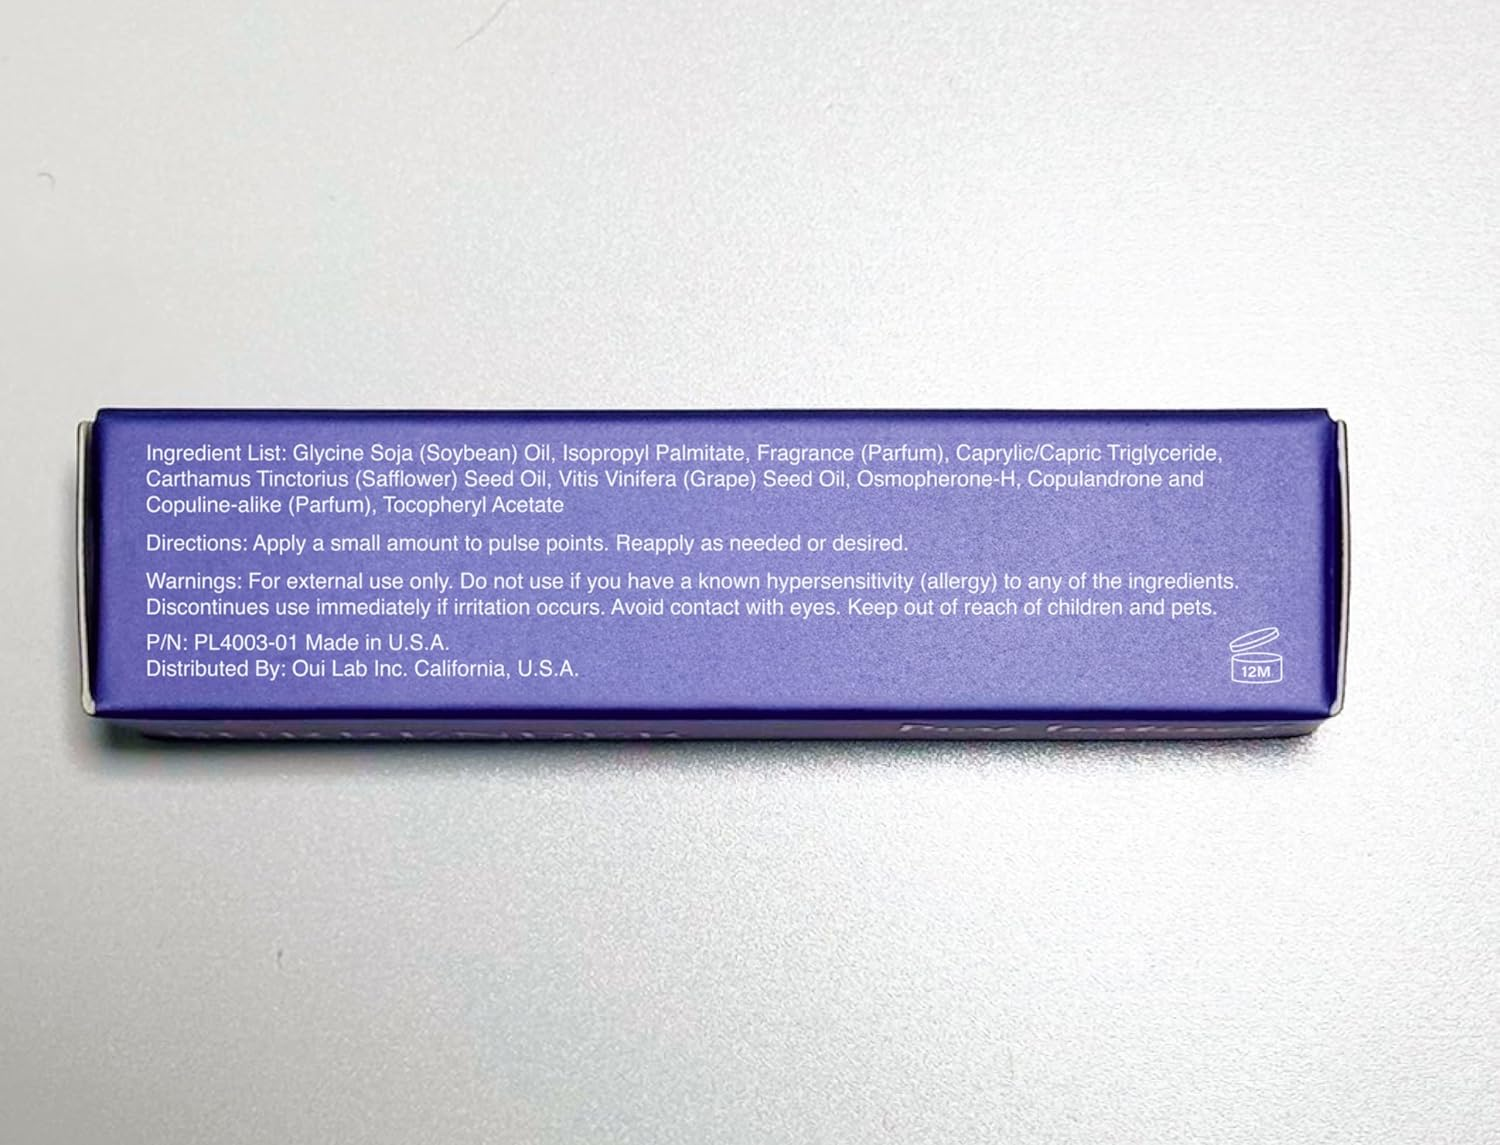 Ingredient List: Glycine Soja (Soybean) Oil, Isopropyl Palmitate, Fragrance (Parfum), Caprylic/Capric Triglyceride,
Carthamus Tinctorius (Safflower) Seed Oil, Vitis Vinifera (Grape) Seed Oil, Osmopherone-H, Copulandrone and
Copuline-alike (Parfum), Tocopheryl Acetate
Directions: Apply a small amount to pulse points. Reapply as needed or desired.
Warnings: For external use only. Do not use if you have a known hypersensitivity (allergy) to any of the ingredients.
Discontinues use immediately if irritation occurs. Avoid contact with eyes. Keep out of reach of children and pets.
P/N: PL4003-01 Made in U.S.A.
Distributed By: Oui Lab Inc. California, U.S.A.
12M